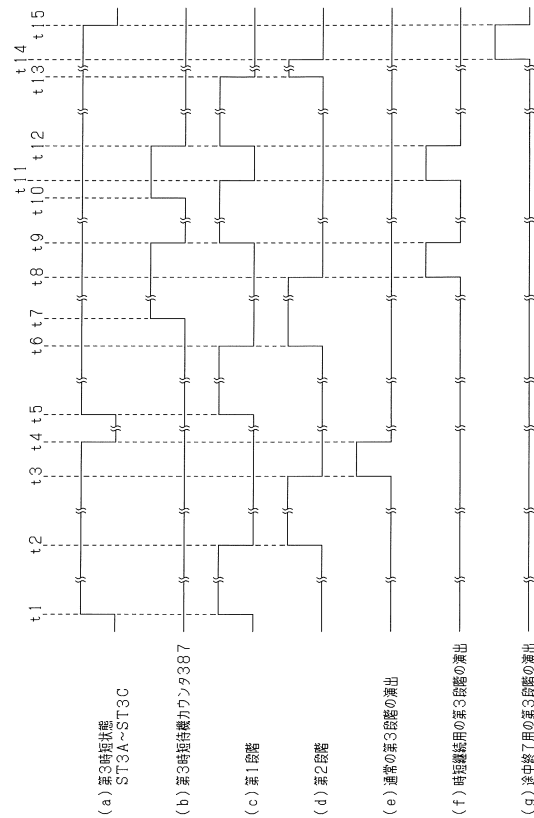 t1 t2 t3 t4 t5 t6 t7 t8 t9 t10 t11 t12 t13 t14 t15
(a)第3時短状態
ST3A～ST3C
(b)第3時短待機カウンタ387
(c)第1段階
(d)第2段階
(e)通常の第3段階の演出
(f)時短継続用の第3段階の演出
(g)途中終了用の第3段階の演出